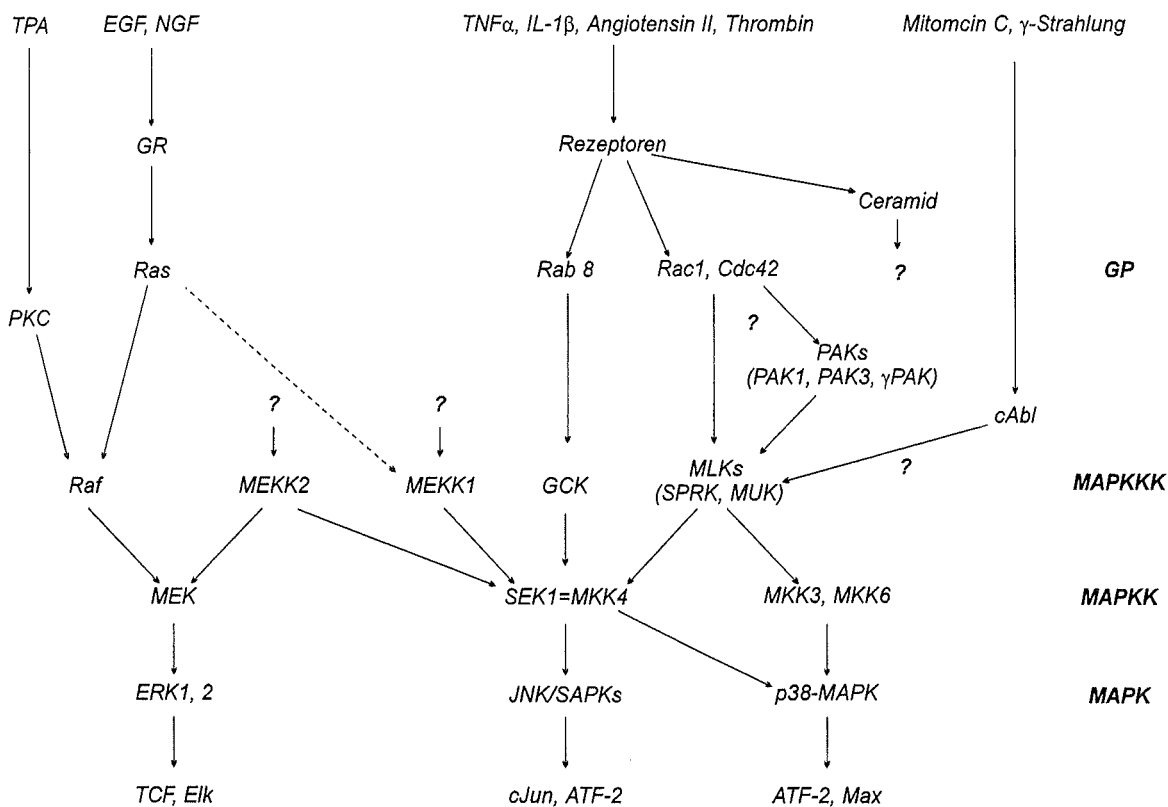 TPA EGF, NGF TNFα, IL-1β, Angiotensin II, Thrombin Mitomcin C, γ-Strahlung
GR Rezeptoren
Ceramid
Ras Rab 8 Rac1, Cdc42 ? GP
PKC ?
PAKs
(PAK1, PAK3, γPAK)
? ? cAbl
?
Raf MEKK2 MEKK1 GCK MLKs MAPKKK
(SPRK, MUK)
MEK SEK1=MKK4 MKK3, MKK6 MAPKK
ERK1, 2 JNK/SAPKs p38-MAPK MAPK
TCF, Elk cJun, ATF-2 ATF-2, Max